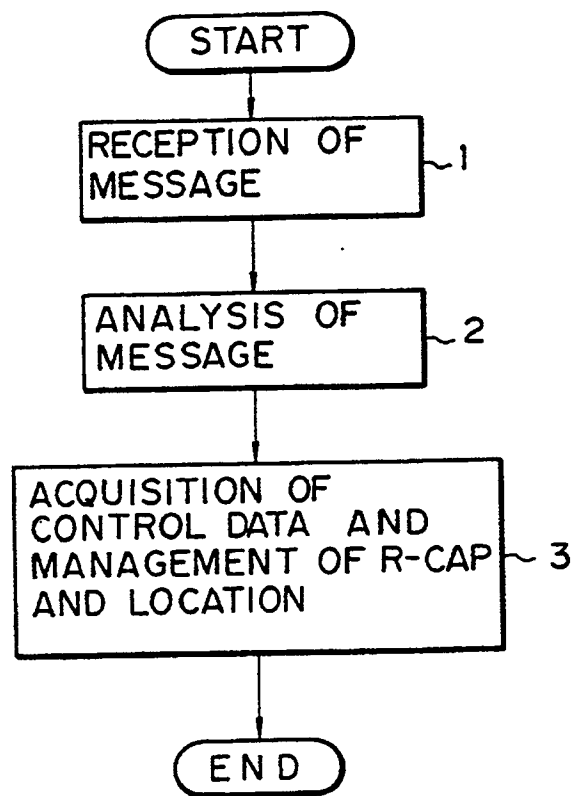 START
RECEPTION OF
MESSAGE
1
ANALYSIS OF
MESSAGE
2
ACQUISITION OF
CONTROL DATA AND
MANAGEMENT OF R-CAP
AND LOCATION
3
END